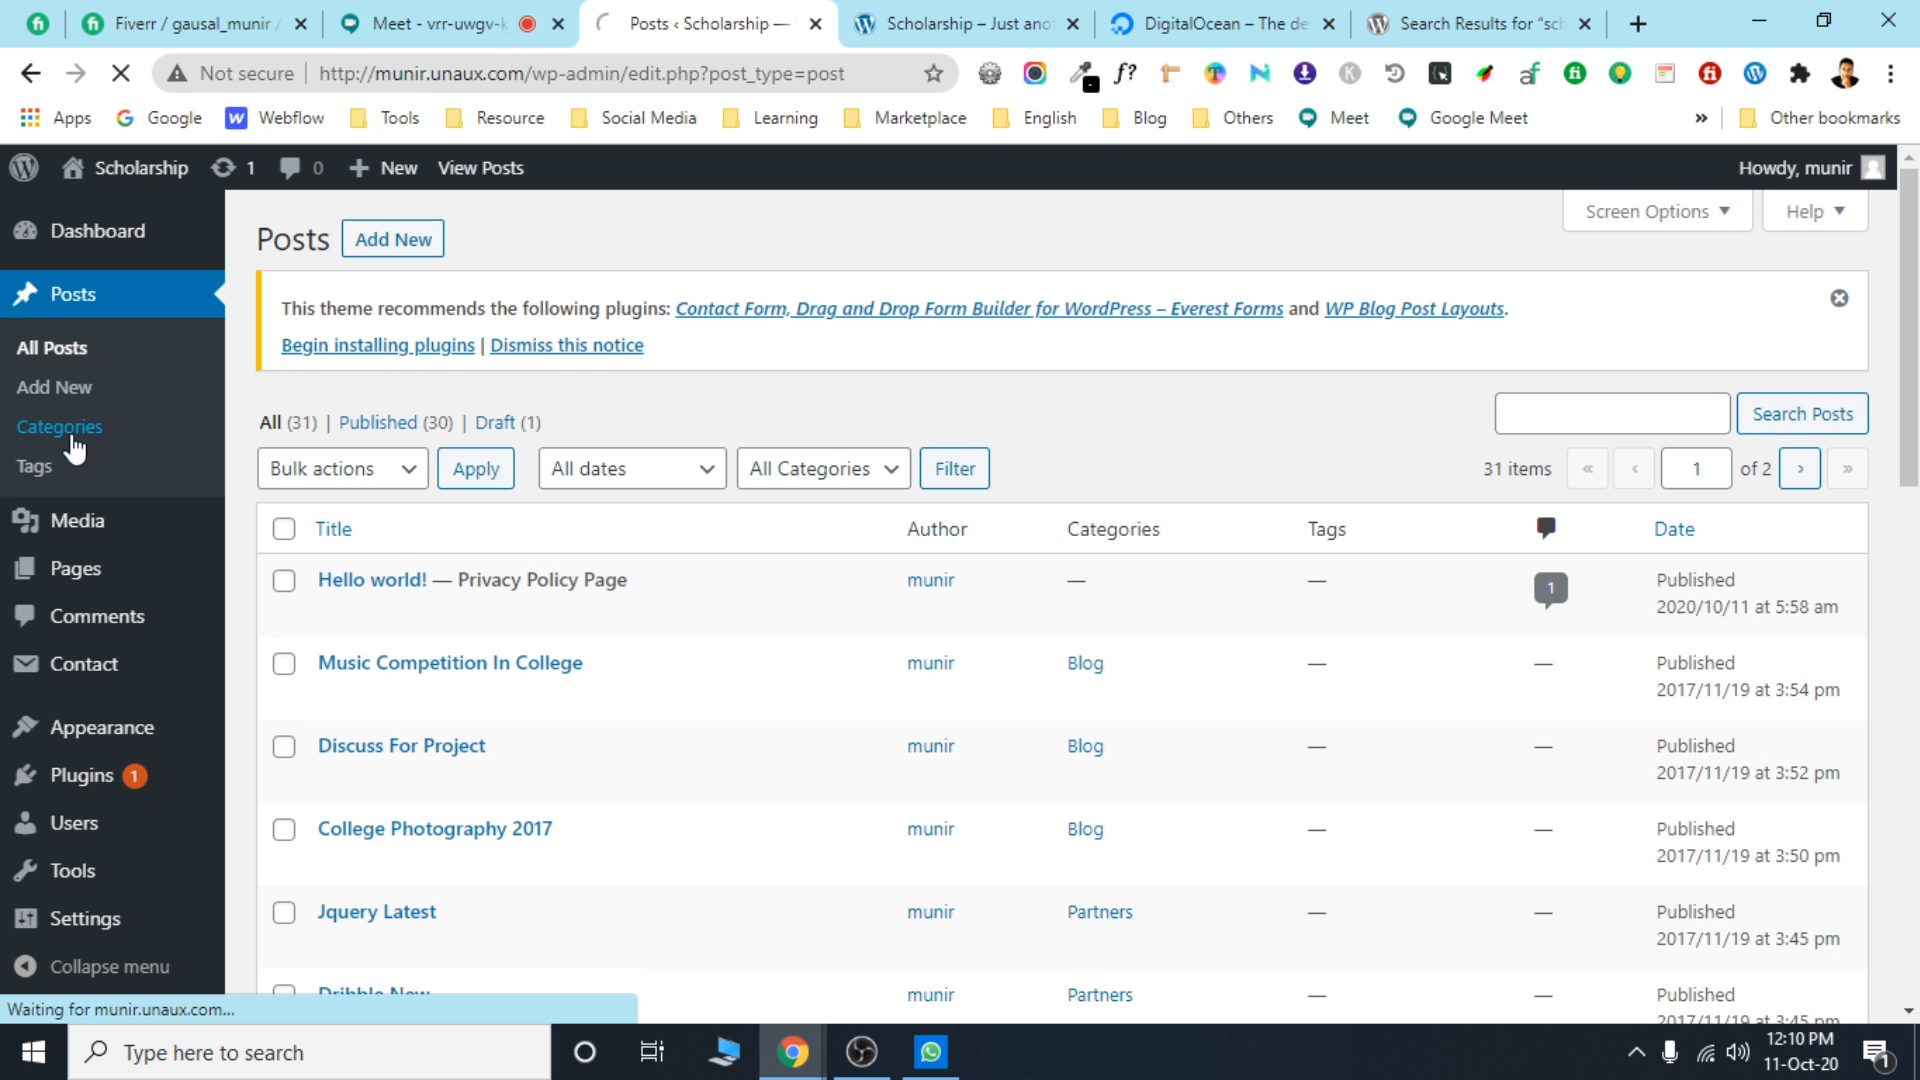 Fiverr / gausal_munir /
Meet - vrr-uwgv-k
Posts ‹ Scholarship —
Scholarship – Just ano
DigitalOcean – The de
Search Results for "sch
Not secure | http://munir.unaux.com/wp-admin/edit.php?post_type=post
f?
Apps
Google
Webflow
Tools
Resource
Social Media
Learning
Marketplace
English
Blog
Others
Meet
Google Meet
»
Other bookmarks
Scholarship
1
0
New
View Posts
Howdy, munir
Dashboard
Posts
All Posts
Add New
Categories
Tags
Media
Pages
Comments
Contact
Appearance
Plugins 1
Users
Tools
Settings
Collapse menu
Screen Options
Help
Posts
Add New
This theme recommends the following plugins: Contact Form, Drag and Drop Form Builder for WordPress – Everest Forms and WP Blog Post Layouts.
Begin installing plugins | Dismiss this notice
All (31) | Published (30) | Draft (1)
Search Posts
Bulk actions
Apply
All dates
All Categories
Filter
31 items « ‹ 1 of 2 › »
Title Author Categories Tags Date
Hello world! — Privacy Policy Page munir — — 1 Published
2020/10/11 at 5:58 am
Music Competition In College munir Blog — — Published
2017/11/19 at 3:54 pm
Discuss For Project munir Blog — — Published
2017/11/19 at 3:52 pm
College Photography 2017 munir Blog — — Published
2017/11/19 at 3:50 pm
Jquery Latest munir Partners — — Published
2017/11/19 at 3:45 pm
Dribble New munir Partners — — Published
2017/11/19 at 3:45 pm
Waiting for munir.unaux.com...
Type here to search
12:10 PM
11-Oct-20
1